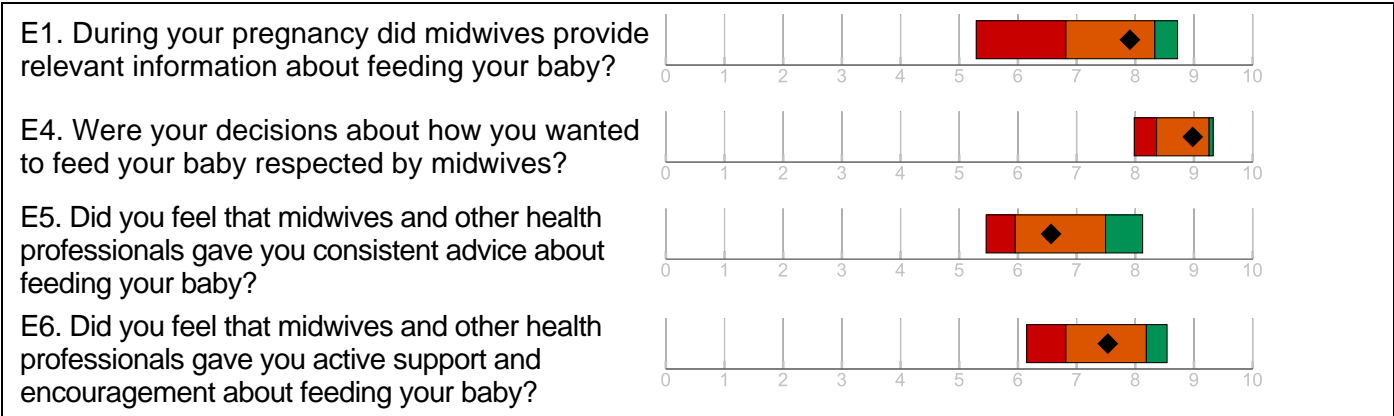 E1. During your pregnancy did midwives provide
relevant information about feeding your baby?
0 1 2 3 4 5 6 7 8 9 10
E4. Were your decisions about how you wanted
to feed your baby respected by midwives?
0 1 2 3 4 5 6 7 8 9 10
E5. Did you feel that midwives and other health
professionals gave you consistent advice about
feeding your baby?
0 1 2 3 4 5 6 7 8 9 10
E6. Did you feel that midwives and other health
professionals gave you active support and
encouragement about feeding your baby?
0 1 2 3 4 5 6 7 8 9 10